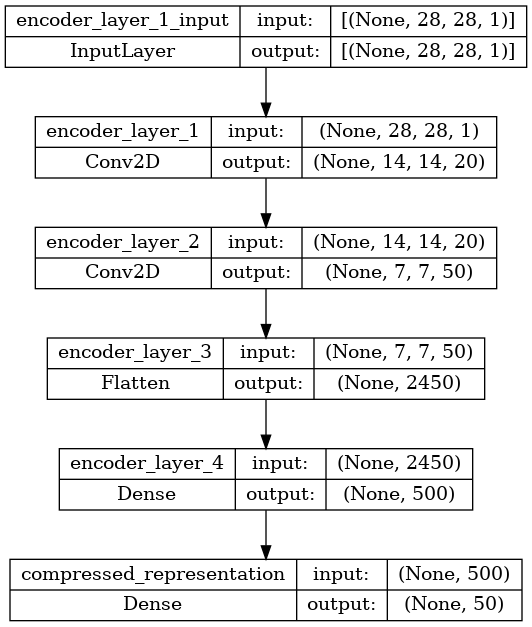 encoder_layer_1_input input: [(None, 28, 28, 1)]
InputLayer output: [(None, 28, 28, 1)]
encoder_layer_1 input: (None, 28, 28, 1)
Conv2D output: (None, 14, 14, 20)
encoder_layer_2 input: (None, 14, 14, 20)
Conv2D output: (None, 7, 7, 50)
encoder_layer_3 input: (None, 7, 7, 50)
Flatten output: (None, 2450)
encoder_layer_4 input: (None, 2450)
Dense output: (None, 500)
compressed_representation input: (None, 500)
Dense output: (None, 50)